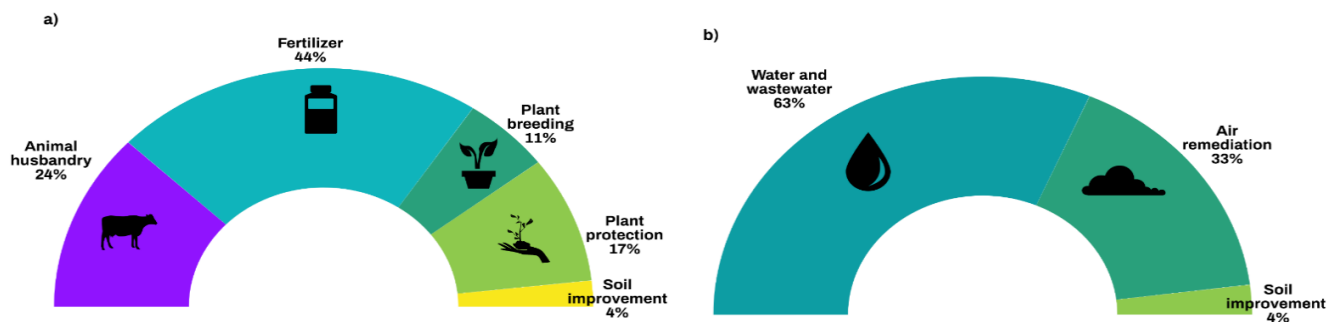 a)
Fertilizer
44%
Plant
breeding
11%
Animal
husbandry
24%
Plant
protection
17%
Soil
improvement
4%
b)
Water and
wastewater
63%
Air
remediation
33%
Soil
improvement
4%